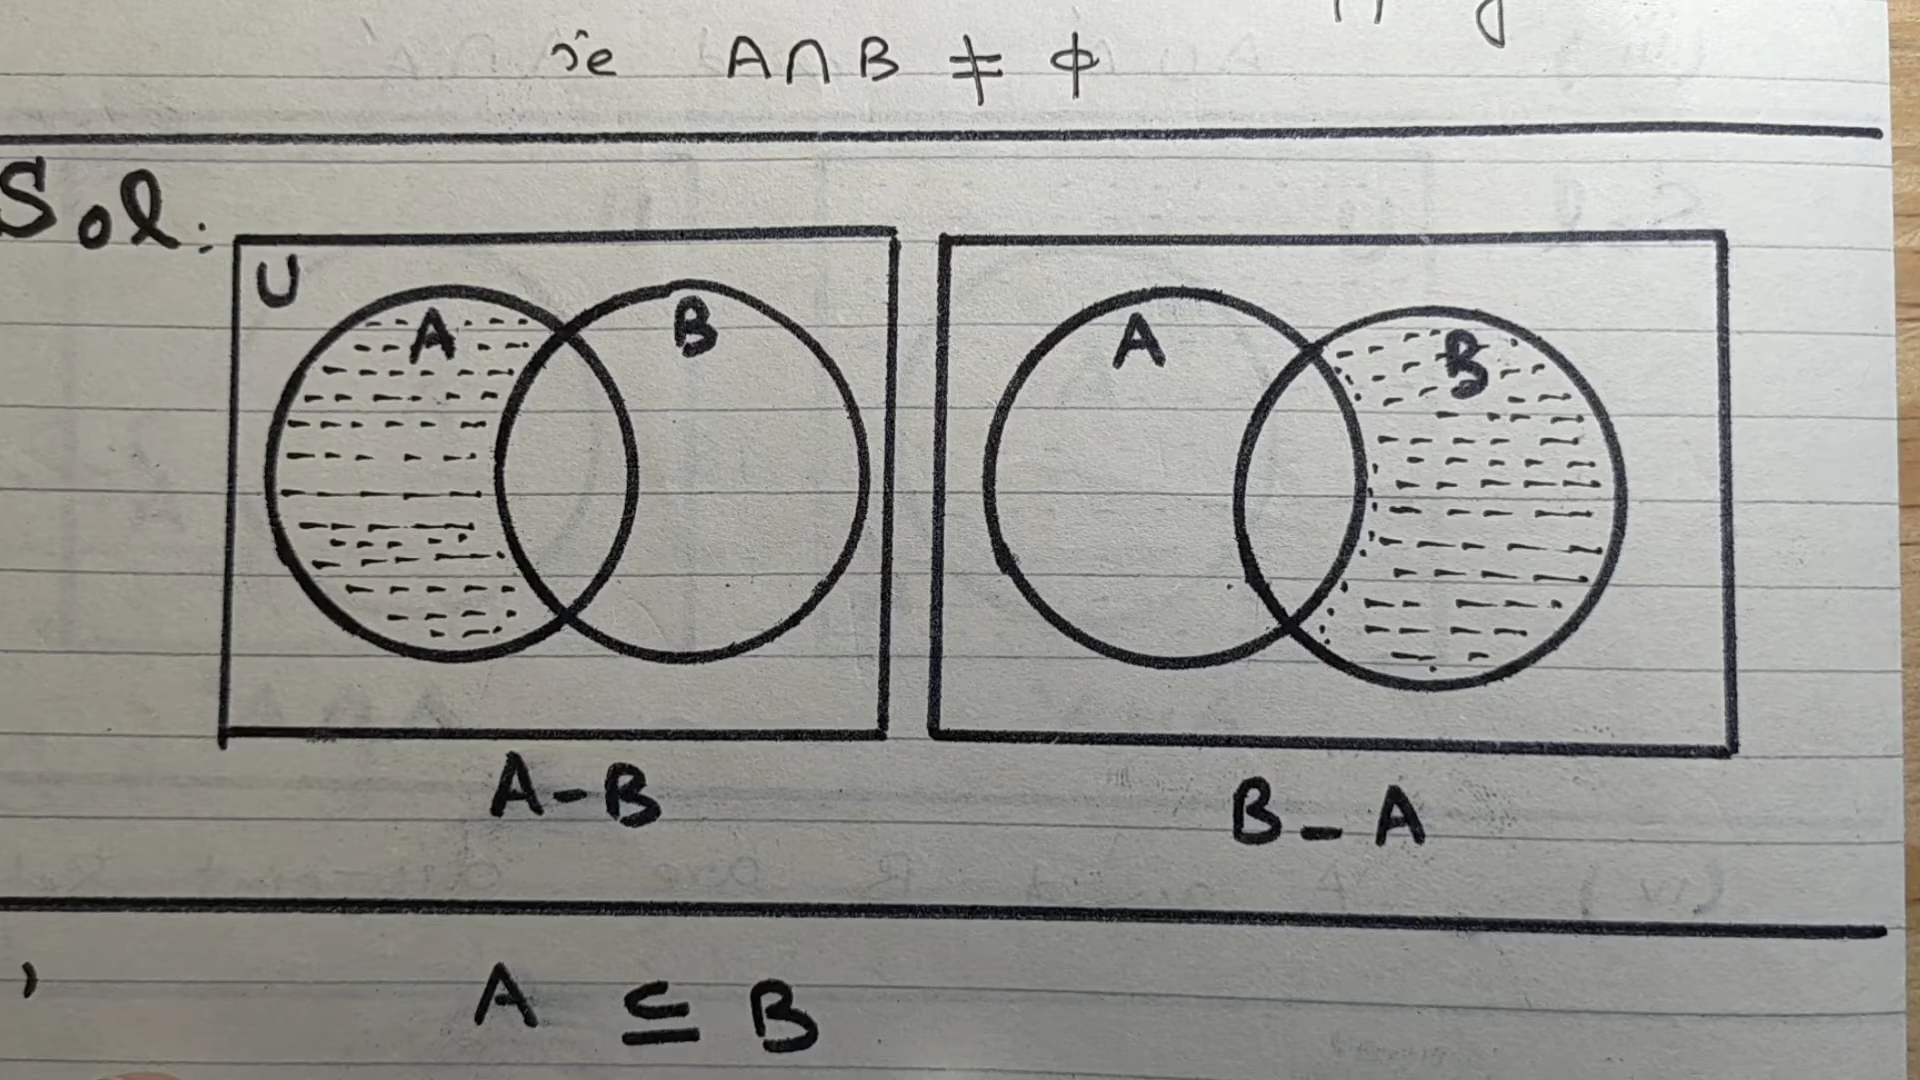 ie A∩B ≠ ϕ
Sol:
U
A B
A B
A-B
B-A
A ⊆ B